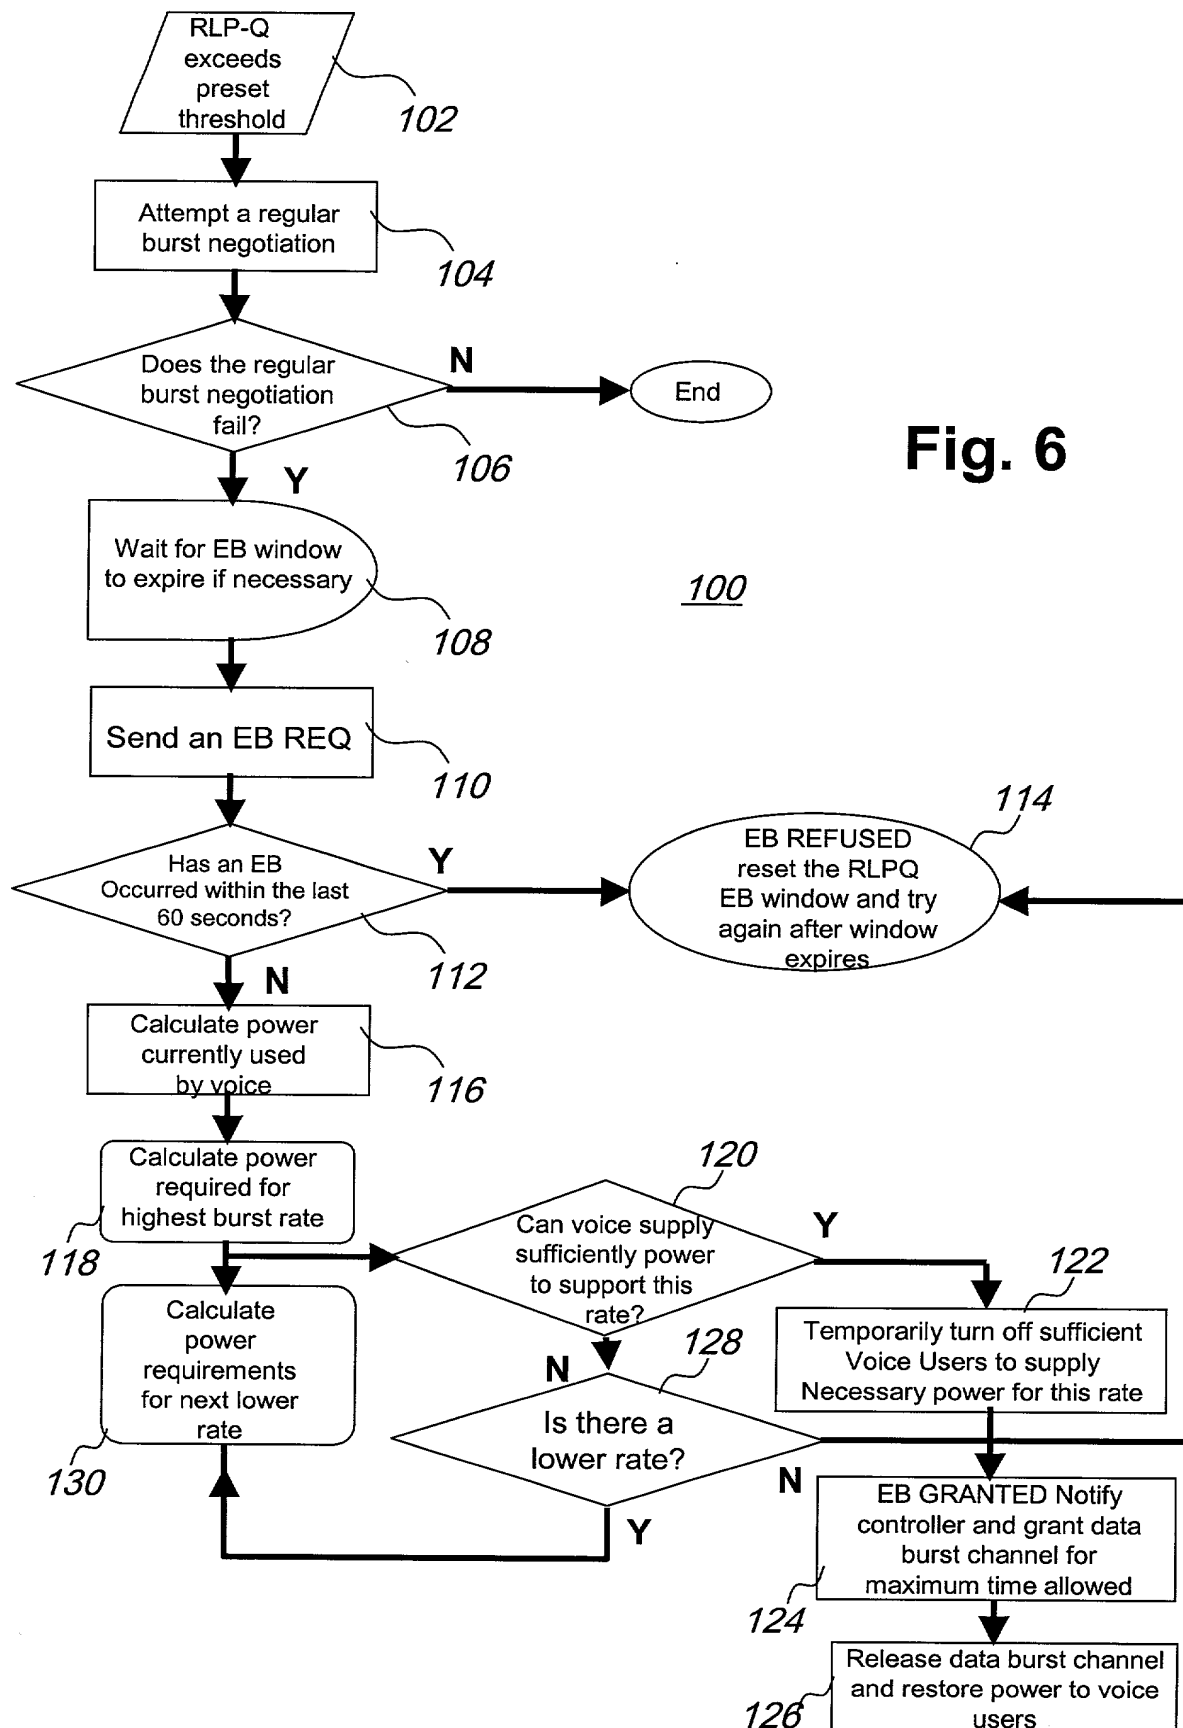 RLP-Q
exceeds
preset
threshold
102
Attempt a regular
burst negotiation
104
Does the regular
burst negotiation
fail?
N
End
106
Fig. 6
Y
Wait for EB window
to expire if necessary
100
108
Send an EB REQ
110
114
Has an EB
Occurred within the last
60 seconds?
Y
EB REFUSED
reset the RLPQ
EB window and try
again after window
expires
112
N
Calculate power
currently used
by voice
116
Calculate power
required for
highest burst rate
118
120
Can voice supply
sufficiently power
to support this
rate?
Y
122
Temporarily turn off sufficient
Voice Users to supply
Necessary power for this rate
Calculate
power
requirements
for next lower
rate
130
N
128
Is there a
lower rate?
N
Y
EB GRANTED Notify
controller and grant data
burst channel for
maximum time allowed
124
Release data burst channel
and restore power to voice
users
126